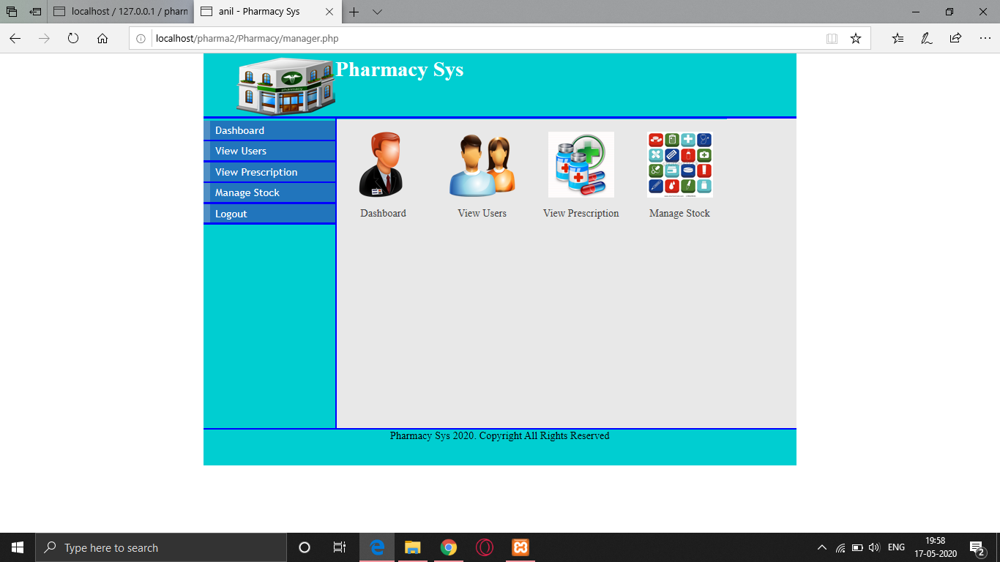 localhost / 127.0.0.1 / pharm
anil - Pharmacy Sys
localhost/pharma2/Pharmacy/manager.php
Pharmacy Sys
Dashboard
View Users
View Prescription
Manage Stock
Logout
Dashboard
View Users
View Prescription
Manage Stock
Pharmacy Sys 2020. Copyright All Rights Reserved
Type here to search
ENG
19:58
17-05-2020
2
pharmacy